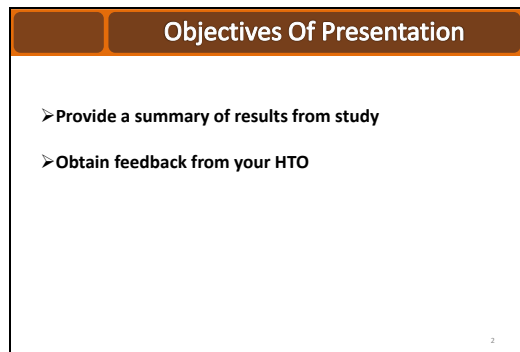 Objectives Of Presentation
➢Provide a summary of results from study
➢Obtain feedback from your HTO
2